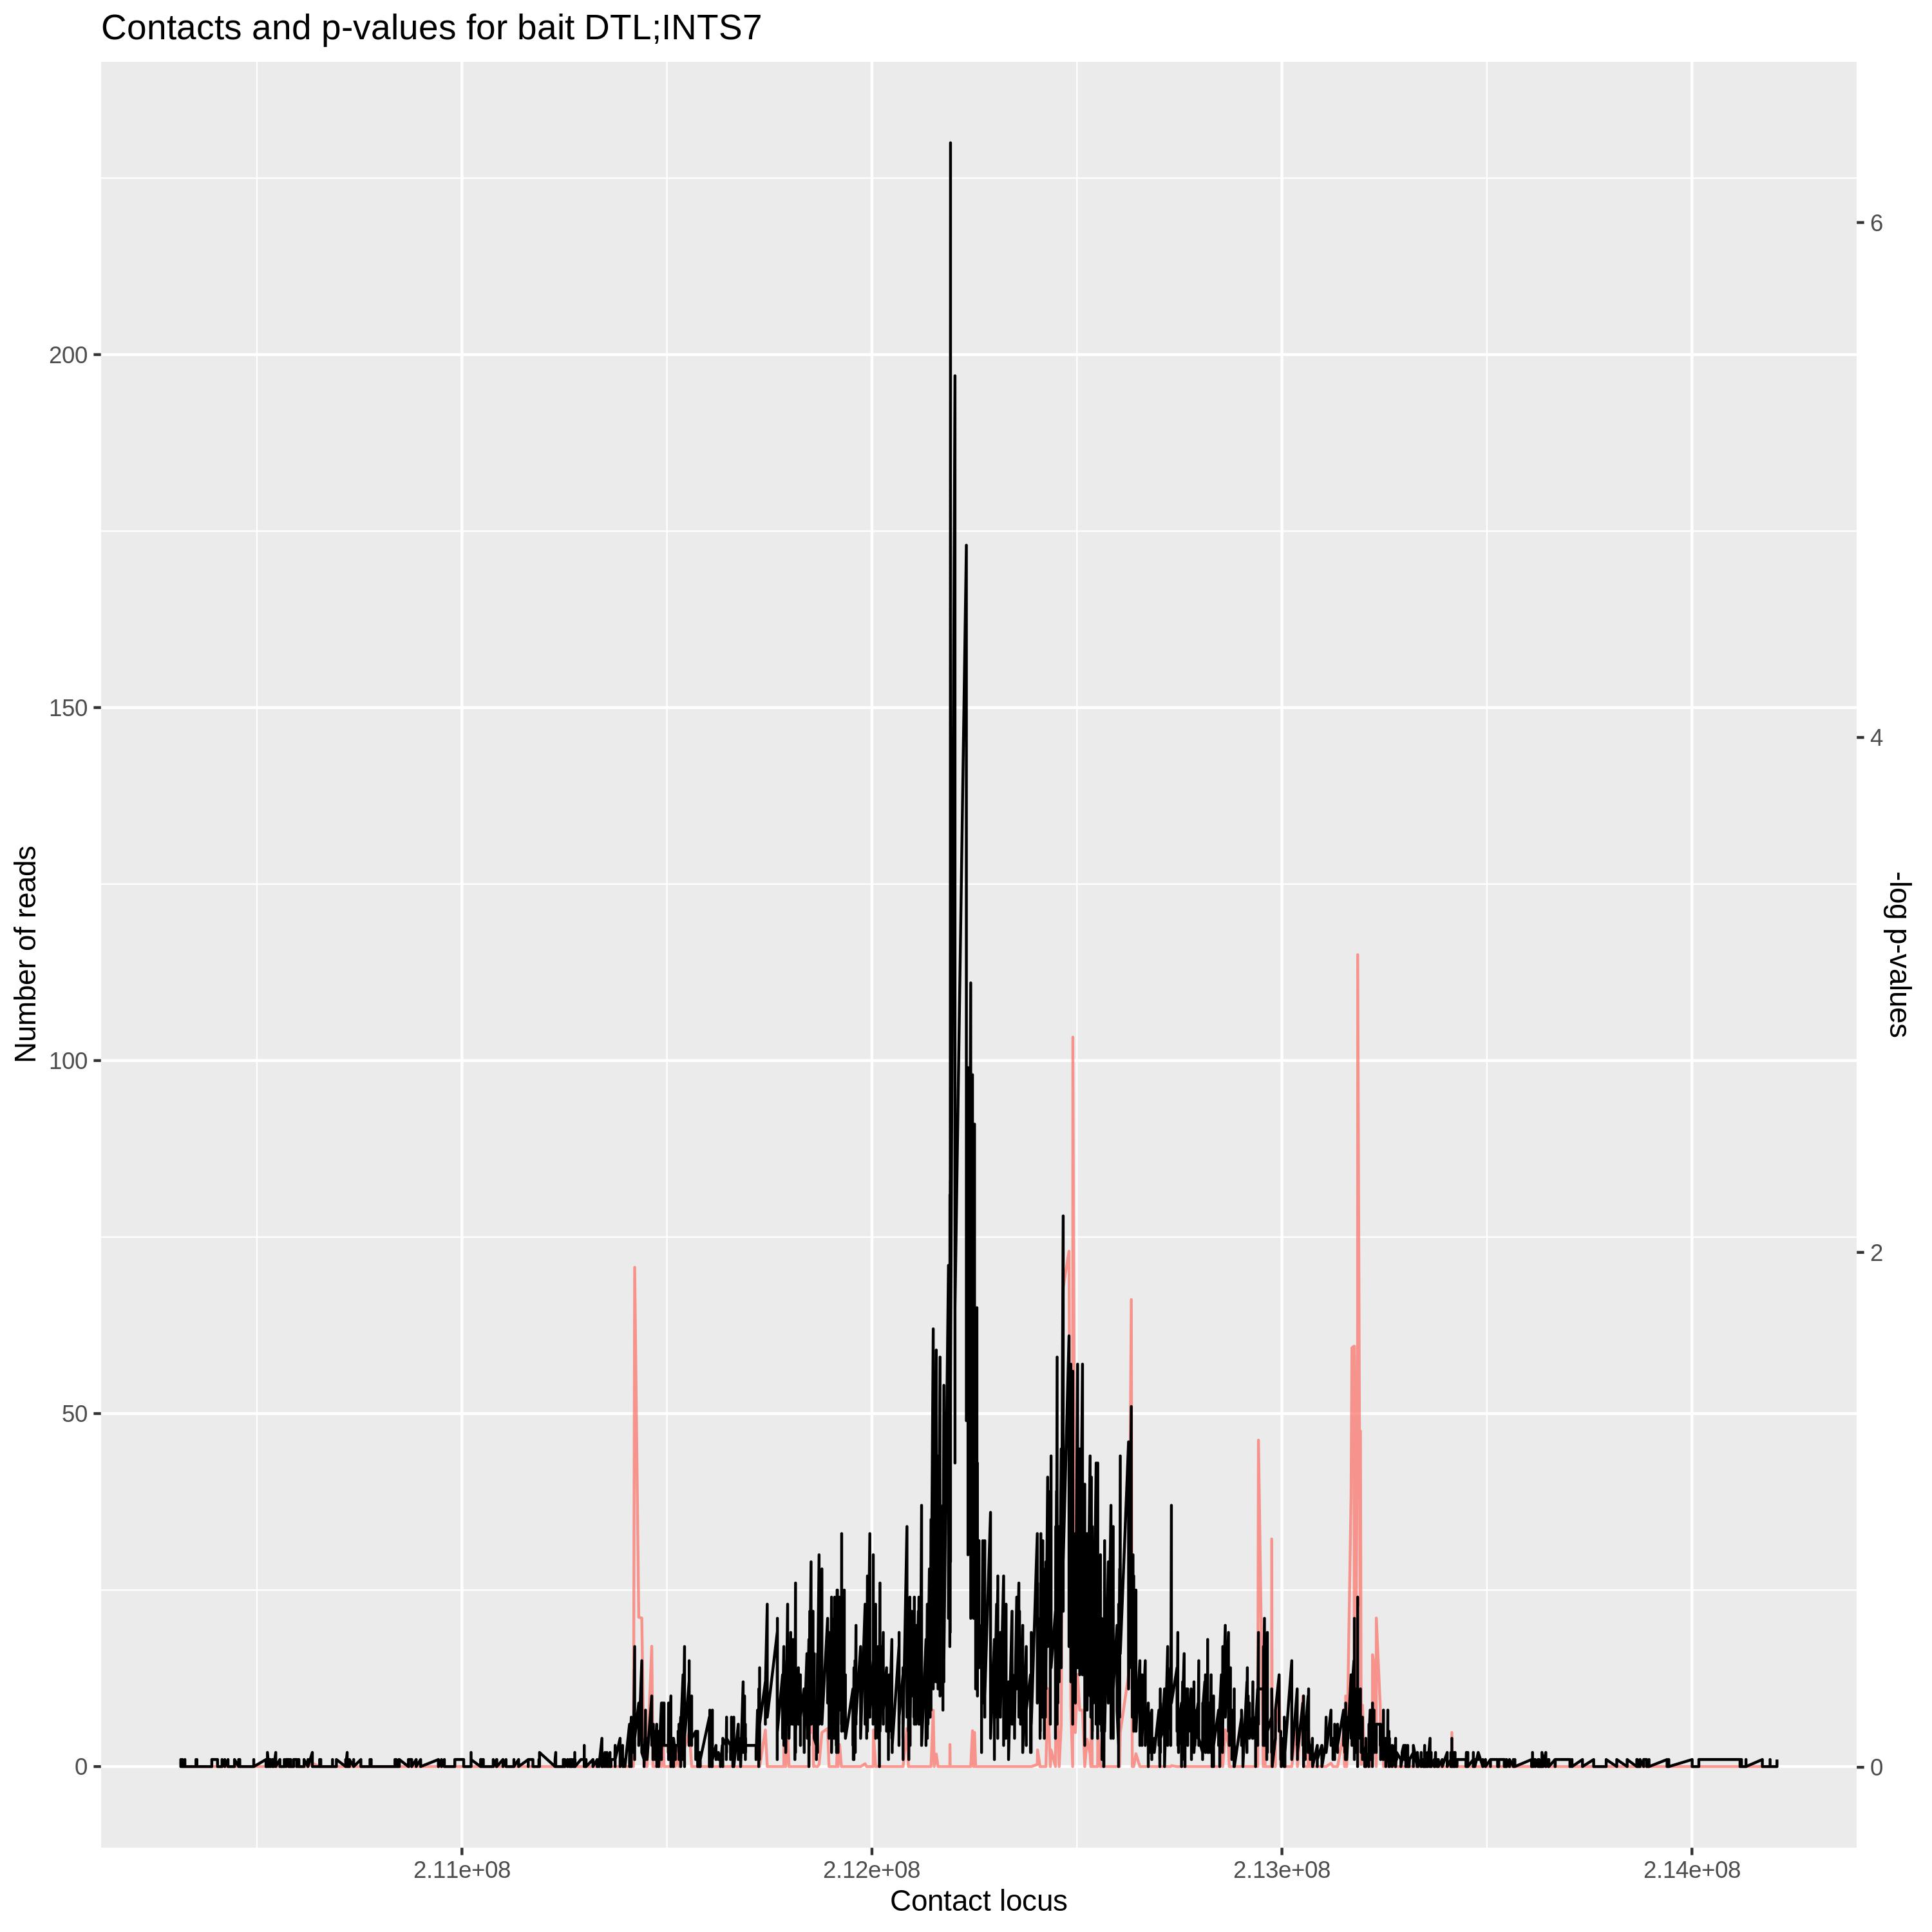 Contacts and p-values for bait DTL;INTS7
Number of reads
200
150
100
50
0
6
4
2
0
-log p-values
2.11e+08
2.12e+08
2.13e+08
2.14e+08
Contact locus